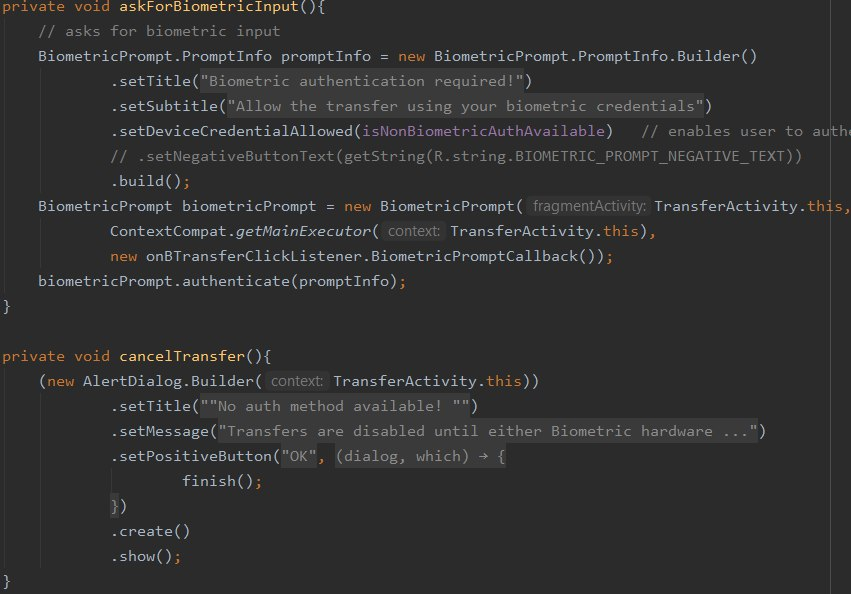 private void askForBiometricInput(){
// asks for biometric input
BiometricPrompt.PromptInfo promptInfo = new BiometricPrompt.PromptInfo.Builder()
.setTitle("Biometric authentication required!")
.setSubtitle("Allow the transfer using your biometric credentials")
.setDeviceCredentialAllowed(isNonBiometricAuthAvailable) // enables user to authe
// .setNegativeButtonText(getString(R.string.BIOMETRIC_PROMPT_NEGATIVE_TEXT))
.build();
BiometricPrompt biometricPrompt = new BiometricPrompt( fragmentActivity: TransferActivity.this,
ContextCompat.getMainExecutor( context: TransferActivity.this),
new onBTransferClickListener.BiometricPromptCallback());
biometricPrompt.authenticate(promptInfo);
}
private void cancelTransfer(){
(new AlertDialog.Builder( context: TransferActivity.this))
.setTitle(""No auth method available! "")
.setMessage("Transfers are disabled until either Biometric hardware ...")
.setPositiveButton("OK", (dialog, which) → {
finish();
})
.create()
.show();
}